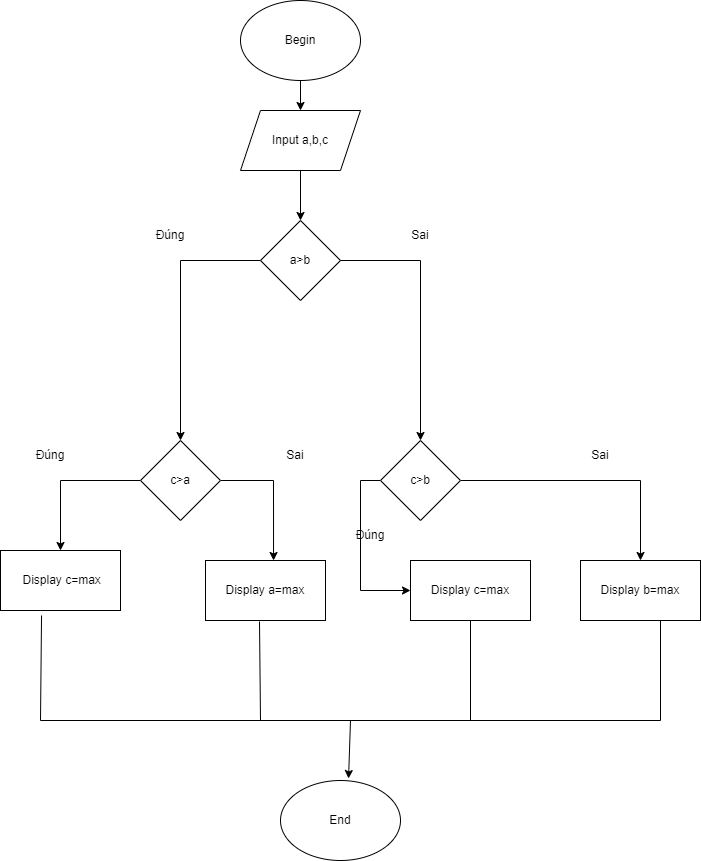 Begin
Input a,b,c
Đúng
Sai
a>b
Đúng
Sai
Sai
c>a
c>b
Đúng
Display c=max
Display a=max
Display c=max
Display b=max
End